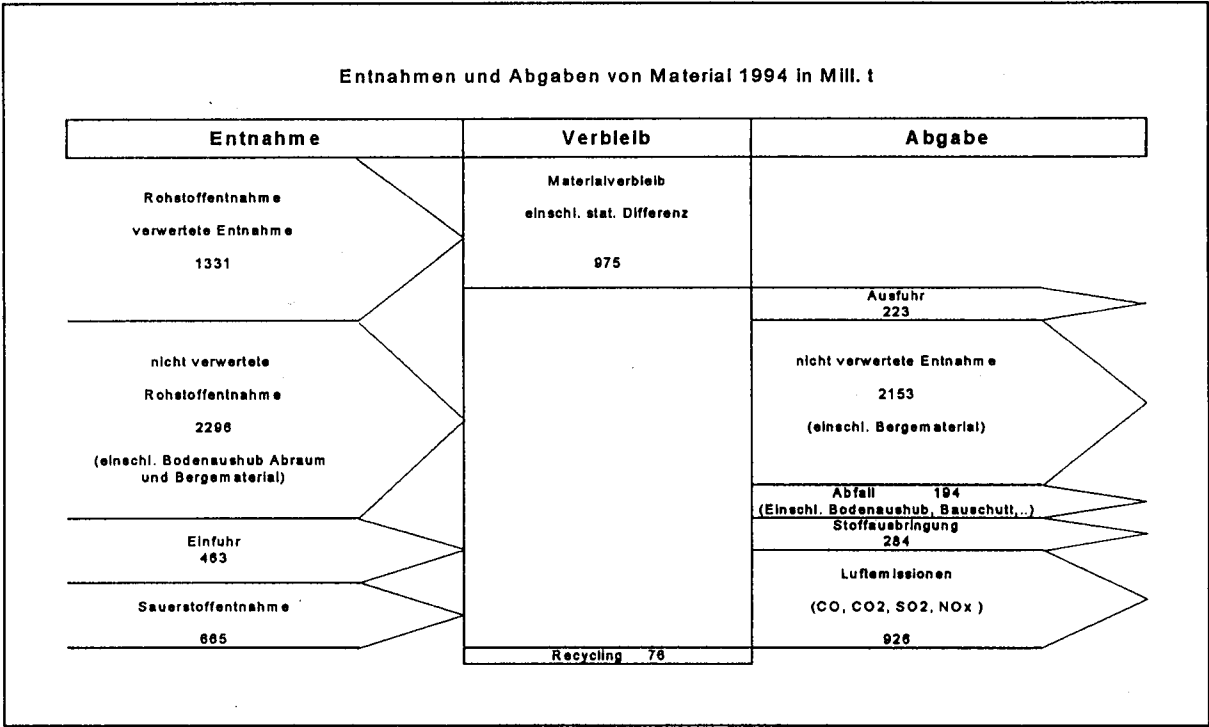 Entnahmen und Abgaben von Material 1994 in Mill. t
Entnahme
Verbleib
Abgabe
Rohstoffentnahme
verwertete Entnahme
1331
nicht verwertete
Rohstoffentnahme
2296
(einschl. Bodenaushub Abraum
und Bergematerial)
Einfuhr
463
Sauerstoffentnahme
665
Materialverbleib
einschl. stat. Differenz
975
Recycling 76
Ausfuhr
223
nicht verwertete Entnahme
2153
(einschl. Bergematerial)
Abfall 194
(Einschl. Bodenaushub, Bauschutt,..)
Stoffausbringung
284
Luftemissionen
(CO, CO2, SO2, NOx )
926